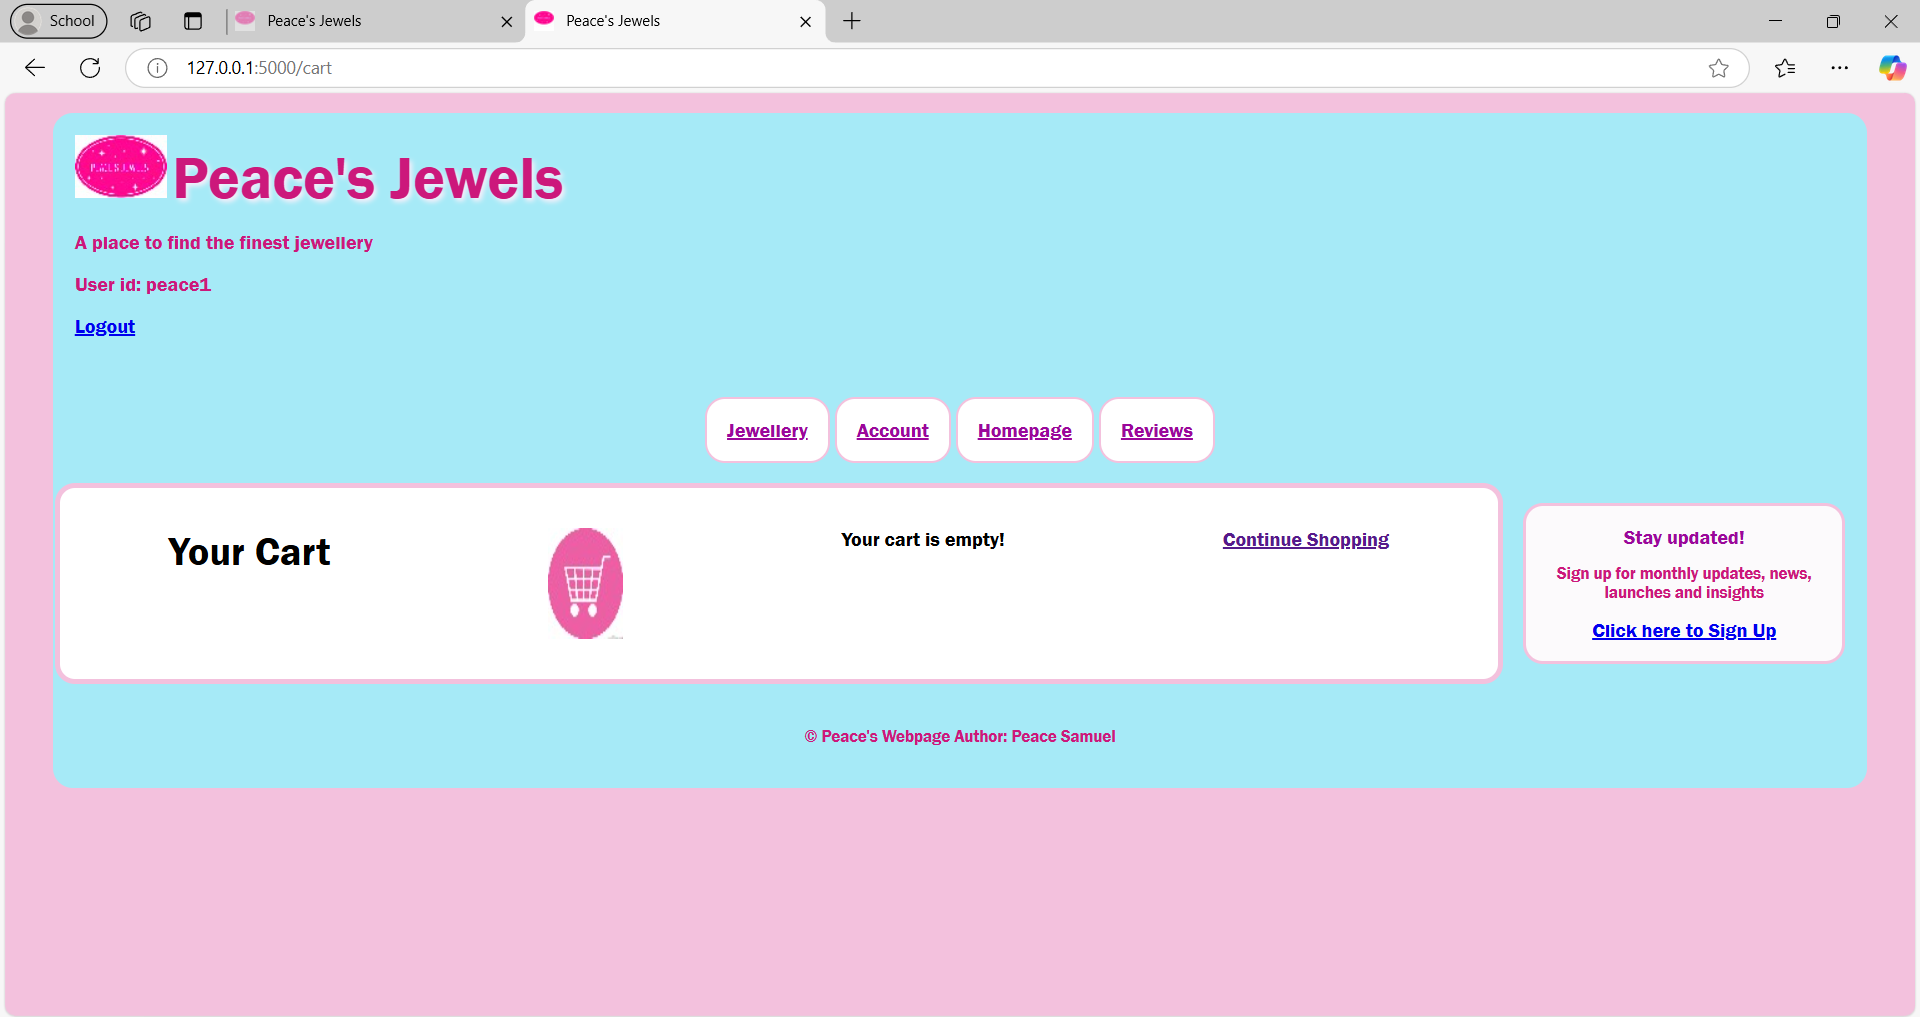 School
Peace's Jewels
Peace's Jewels
127.0.0.1:5000/cart
Peace's Jewels
A place to find the finest jewellery
User id: peace1
Logout
Jewellery
Account
Homepage
Reviews
Your Cart
Your cart is empty!
Continue Shopping
Stay updated!
Sign up for monthly updates, news,
launches and insights
Click here to Sign Up
© Peace's Webpage Author: Peace Samuel